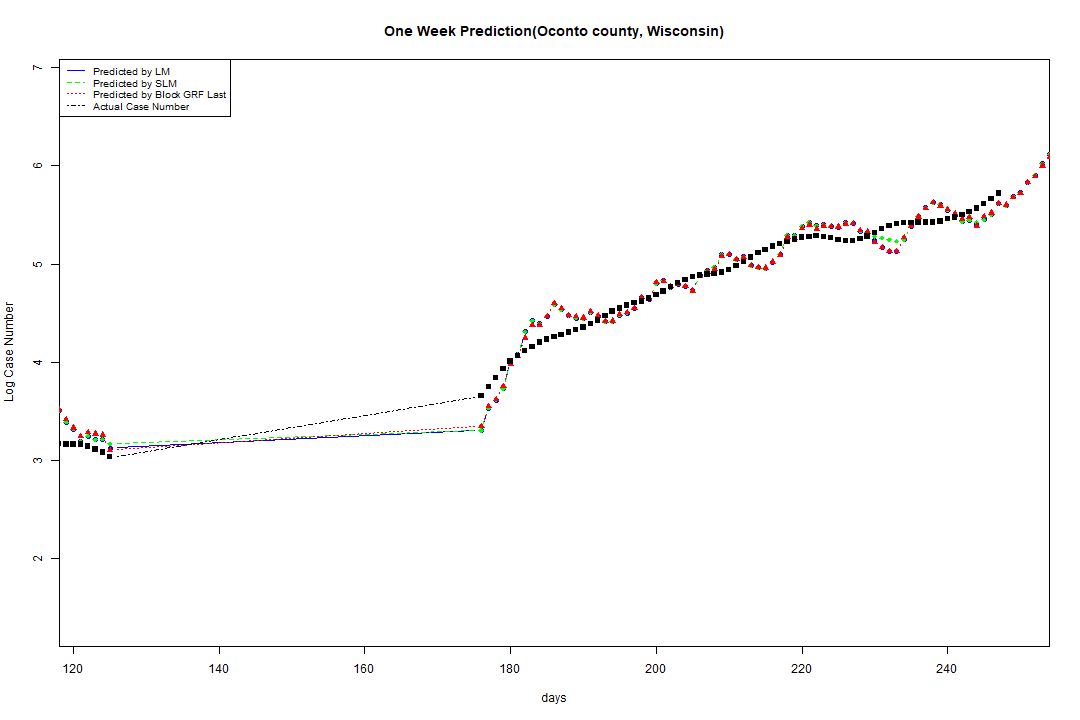 One Week Prediction(Oconto county, Wisconsin)
Predicted by LM
Predicted by SLM
Predicted by Block GRF Last
Actual Case Number
7
6
5
4
3
2
Log Case Number
120 140 160 180 200 220 240
days